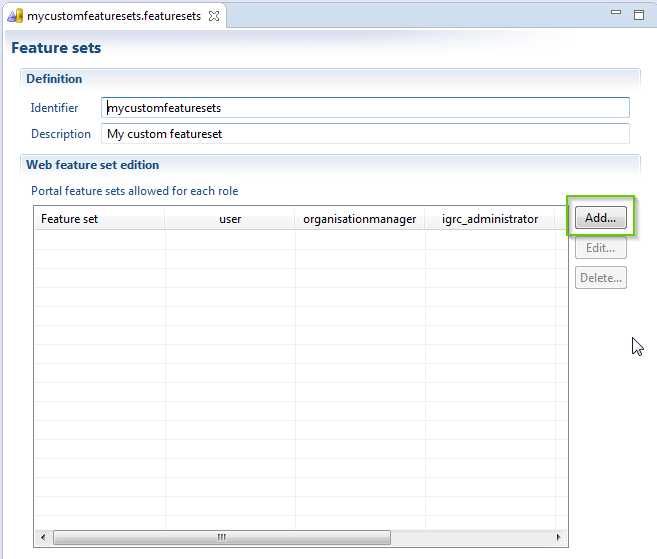 mycustomfeaturesets.featuresets
Feature sets
Definition
Identifier mycustomfeaturesets
Description My custom featureset
Web feature set edition
Portal feature sets allowed for each role
Feature set user organisationmanager igrc_administrator Add...
Edit...
Delete...